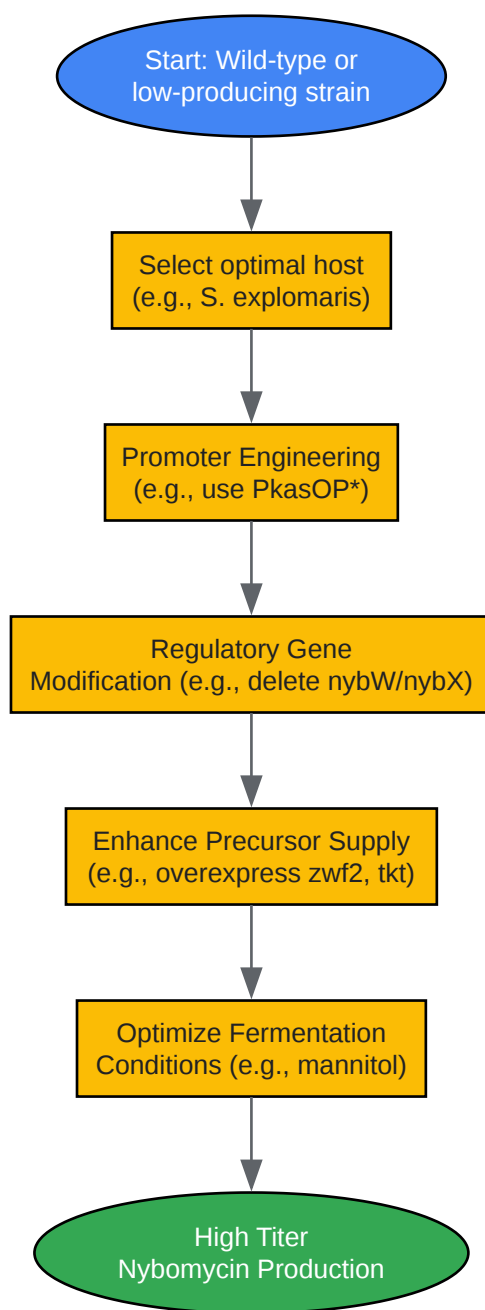 Start: Wild-type or
low-producing strain
Select optimal host
(e.g., S. explomaris)
Promoter Engineering
(e.g., use PkasOP*)
Regulatory Gene
Modification (e.g., delete nybW/nybX)
Enhance Precursor Supply
(e.g., overexpress zwf2, tkt)
Optimize Fermentation
Conditions (e.g., mannitol)
High Titer
Nybomycin Production